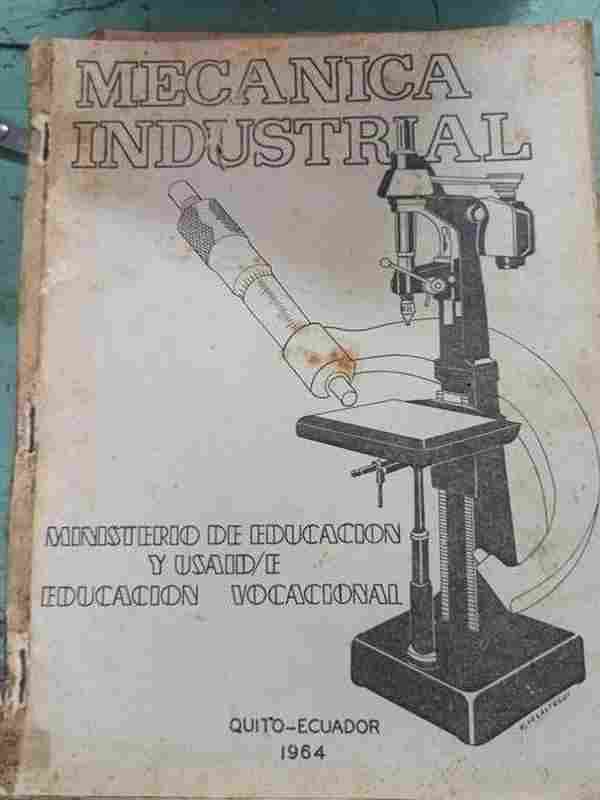 MECANICA
INDUSTRIAL
MINISTERIO DE EDUCACION
Y USAID/E
EDUCACION VOCACIONAL
QUITO-ECUADOR
1964